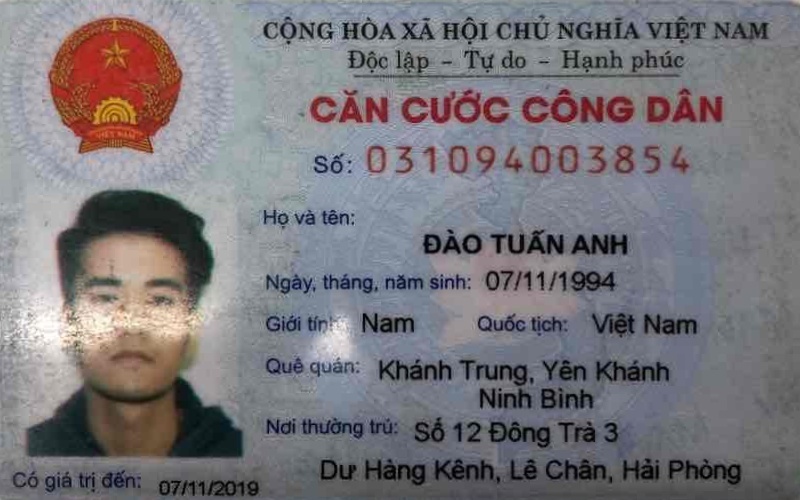 CỘNG HÒA XÃ HỘI CHỦ NGHĨA VIỆT NAM
Độc lập - Tự do - Hạnh phúc
CĂN CƯỚC CÔNG DÂN
Số: 031094003854
VIỆT NAM
Họ và tên:
ĐÀO TUẤN ANH
Ngày, tháng, năm sinh: 07/11/1994
Giới tính: Nam Quốc tịch: Việt Nam
Quê quán: Khánh Trung, Yên Khánh
Ninh Bình
Nơi thường trú: Số 12 Đông Trà 3
Dư Hàng Kênh, Lê Chân, Hải Phòng
Có giá trị đến: 07/11/2019